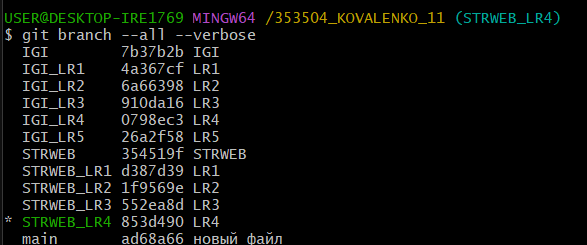 USER@DESKTOP-IRE1769 MINGW64 /353504_KOVALENKO_11 (STRWEB_LR4)
$ git branch --all --verbose
  IGI        7b37b2b IGI
  IGI_LR1    4a367cf LR1
  IGI_LR2    6a66398 LR2
  IGI_LR3    910da16 LR3
  IGI_LR4    0798ec3 LR4
  IGI_LR5    26a2f58 LR5
  STRWEB     354519f STRWEB
  STRWEB_LR1 d387d39 LR1
  STRWEB_LR2 1f9569e LR2
  STRWEB_LR3 552ea8d LR3
* STRWEB_LR4 853d490 LR4
  main       ad68a66 новый файл